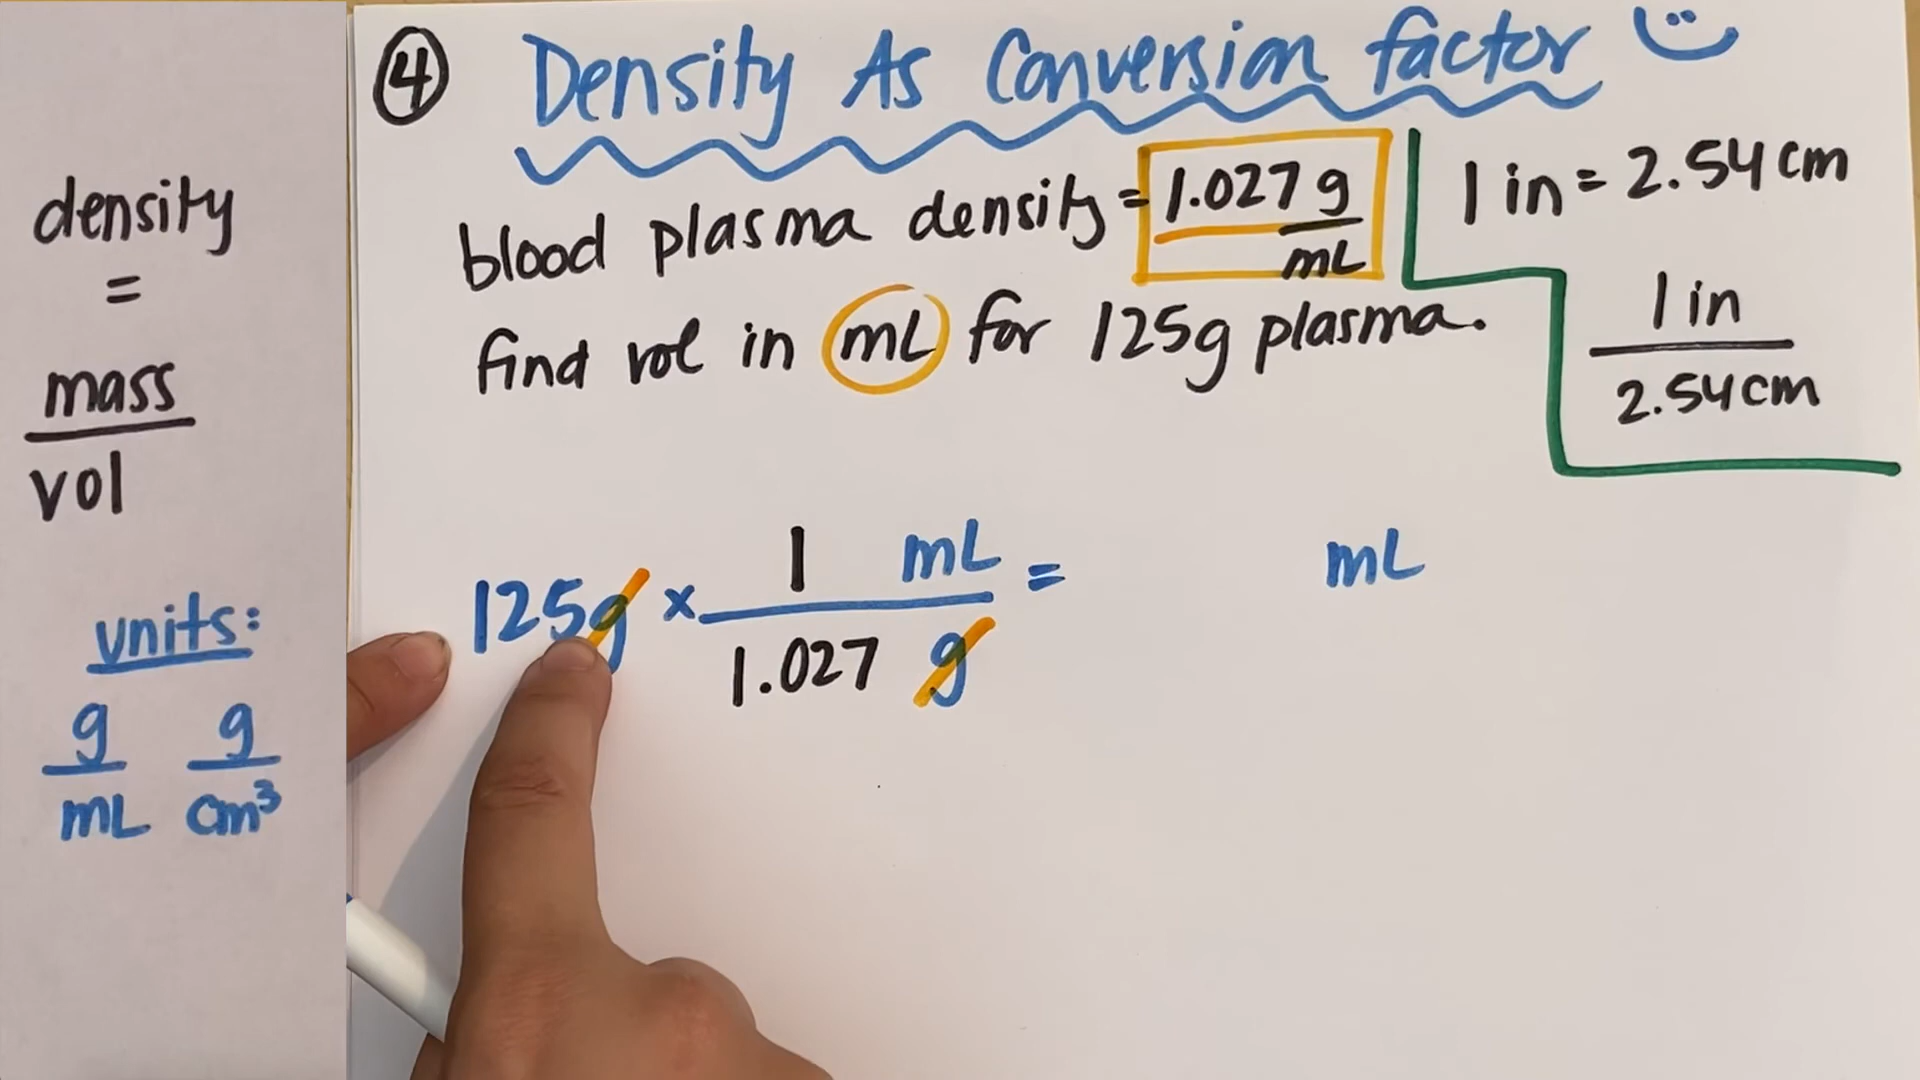 density
=
mass
vol
units:
g g
mL cm³
④ Density As Conversion factor
blood plasma density = 1.027 g
mL
find vol in mL for 125g plasma.
1 in = 2.54 cm
1 in
2.54 cm
125g × 1 mL = mL
1.027 g